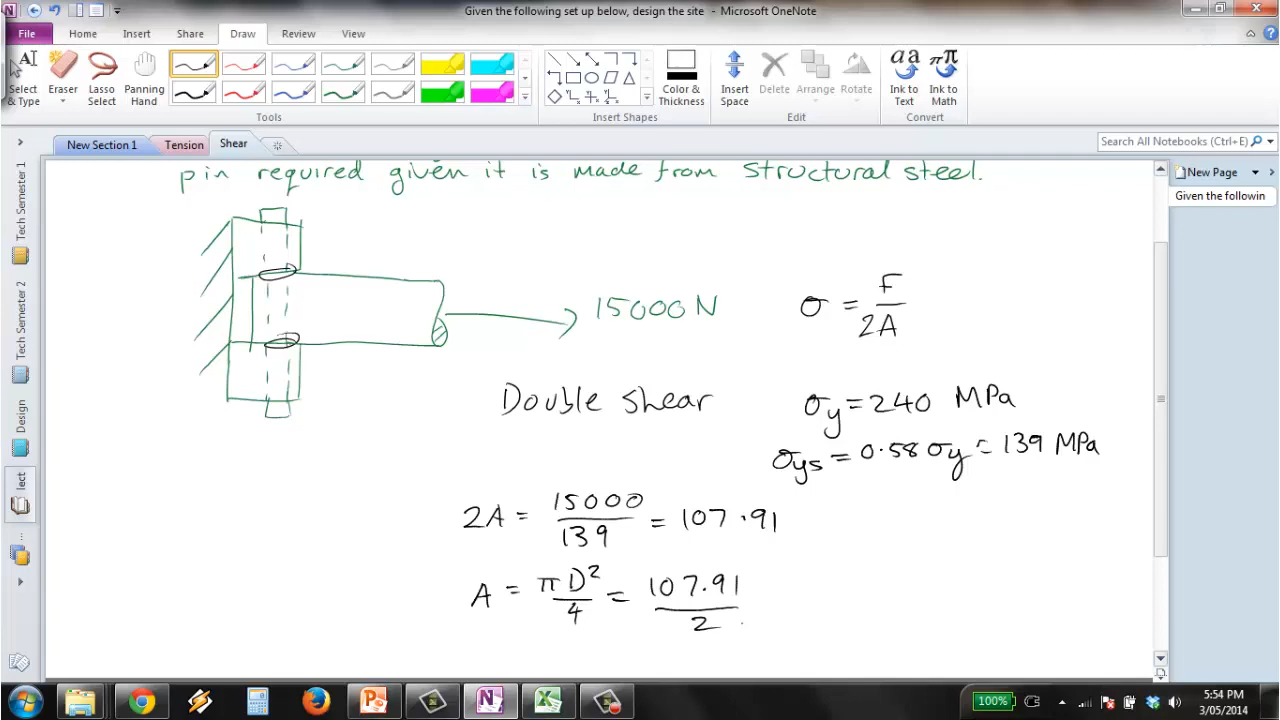 Given the following set up below, design the site - Microsoft OneNote
File Home Insert Share Draw Review View
Select & Type
Eraser
Lasso Select
Panning Hand
Color & Thickness
Insert Space
Delete
Arrange
Rotate
Ink to Text
Ink to Math
Tools
Insert Shapes
Edit
Convert
New Section 1 Tension Shear
Search All Notebooks (Ctrl+E)
New Page
Given the followin
Tech Semester 1
Tech Semester 2
Design
lect
pin required given it is made from structural steel.
15000N
σ = F/2A
Double shear
σy = 240 MPa
σys = 0.58 σy = 139 MPa
2A = 15000/139 = 107.91
A = πD²/4 = 107.91/2
100%
5:54 PM
3/05/2014